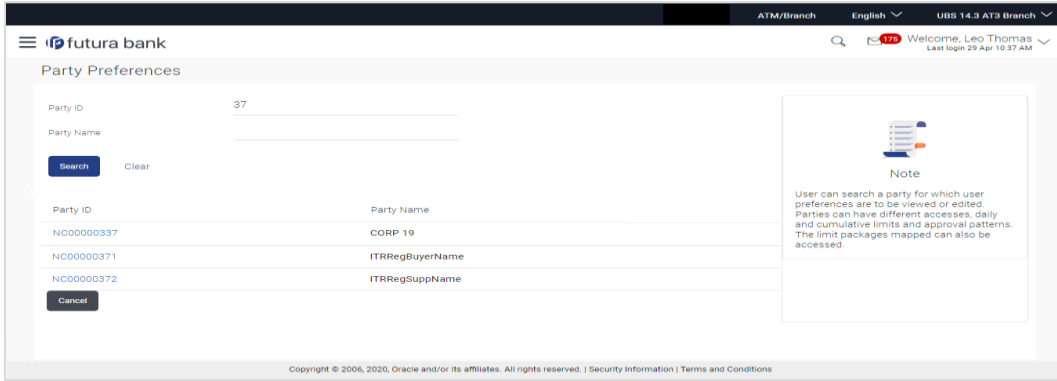 ATM/Branch English UBS 14.3 AT3 Branch
futura bank
175 Welcome, Leo Thomas
Last login 29 Apr 10:37 AM
Party Preferences
Party ID 37
Party Name
Search Clear
Party ID Party Name
NC00000337 CORP 19
NC00000371 ITRRegBuyerName
NC00000372 ITRRegSuppName
Cancel
Note
User can search a party for which user
preferences are to be viewed or edited.
Parties can have different accesses, daily
and cumulative limits and approval patterns.
The limit packages mapped can also be
accessed.
Copyright © 2006, 2020, Oracle and/or its affiliates. All rights reserved. | Security Information | Terms and Conditions